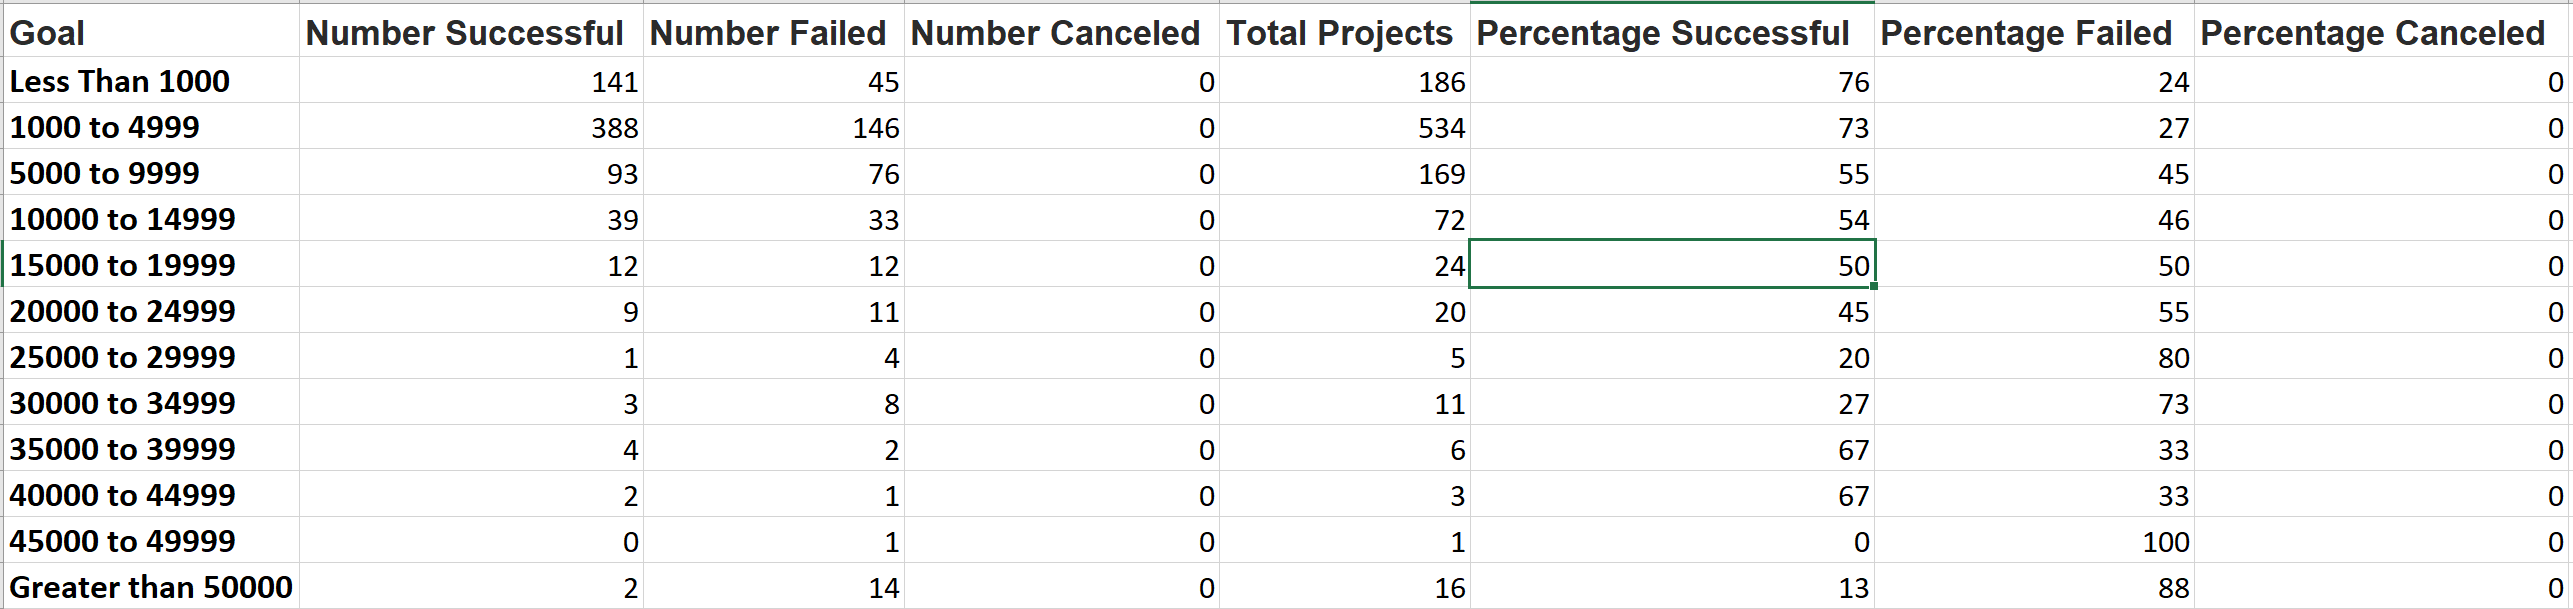 Goal Number Successful Number Failed Number Canceled Total Projects Percentage Successful Percentage Failed Percentage Canceled
Less Than 1000 141 45 0 186 76 24 0
1000 to 4999 388 146 0 534 73 27 0
5000 to 9999 93 76 0 169 55 45 0
10000 to 14999 39 33 0 72 54 46 0
15000 to 19999 12 12 0 24 50 50 0
20000 to 24999 9 11 0 20 45 55 0
25000 to 29999 1 4 0 5 20 80 0
30000 to 34999 3 8 0 11 27 73 0
35000 to 39999 4 2 0 6 67 33 0
40000 to 44999 2 1 0 3 67 33 0
45000 to 49999 0 1 0 1 0 100 0
Greater than 50000 2 14 0 16 13 88 0